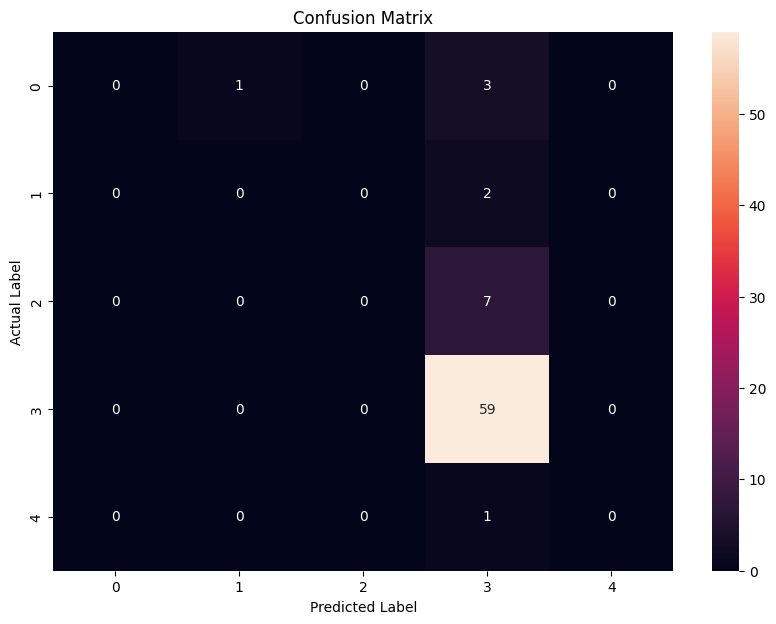 Confusion Matrix
0 0 1 0 3 0
1 0 0 0 2 0
2 0 0 0 7 0
3 0 0 0 59 0
4 0 0 0 1 0
0 1 2 3 4
Predicted Label
Actual Label
50
40
30
20
10
0